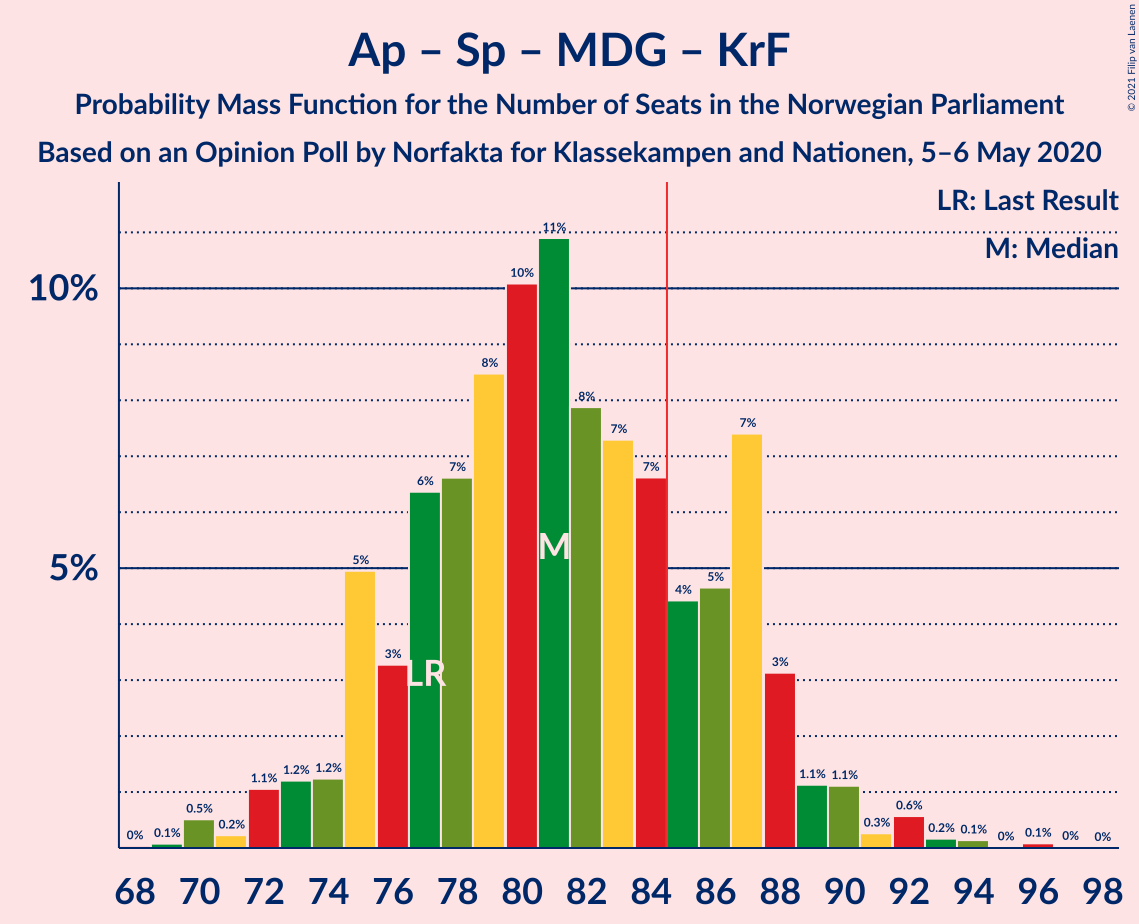 Ap – Sp – MDG – KrF
Probability Mass Function for the Number of Seats in the Norwegian Parliament
Based on an Opinion Poll by Norfakta for Klassekampen and Nationen, 5–6 May 2020
© 2021 Filip van Laenen
LR: Last Result
M: Median
10%
5%
0% 0.1% 0.5% 0.2% 1.1% 1.2% 1.2% 5% 3% 6% 7% 8% 10% 11% 8% 7% 7% 4% 5% 7% 3% 1.1% 1.1% 0.3% 0.6% 0.2% 0.1% 0% 0.1% 0% 0%
LR
M
68 70 72 74 76 78 80 82 84 86 88 90 92 94 96 98